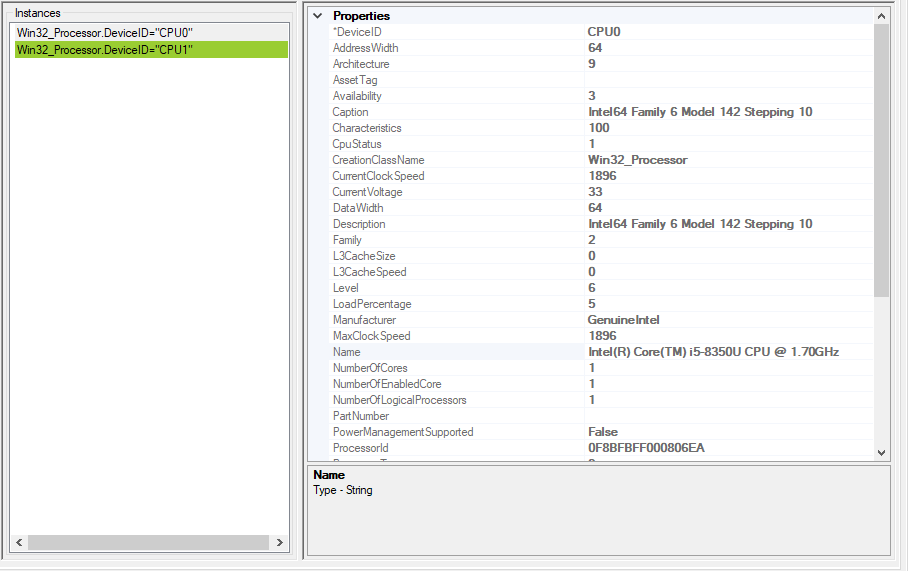 Instances
Win32_Processor.DeviceID="CPU0"
Win32_Processor.DeviceID="CPU1"
Properties
*DeviceID CPU0
AddressWidth 64
Architecture 9
AssetTag
Availability 3
Caption Intel64 Family 6 Model 142 Stepping 10
Characteristics 100
CpuStatus 1
CreationClassName Win32_Processor
CurrentClockSpeed 1896
CurrentVoltage 33
DataWidth 64
Description Intel64 Family 6 Model 142 Stepping 10
Family 2
L3CacheSize 0
L3CacheSpeed 0
Level 6
LoadPercentage 5
Manufacturer GenuineIntel
MaxClockSpeed 1896
Name Intel(R) Core(TM) i5-8350U CPU @ 1.70GHz
NumberOfCores 1
NumberOfEnabledCore 1
NumberOfLogicalProcessors 1
PartNumber
PowerManagementSupported False
ProcessorId 0F8BFBFF000806EA
Name
Type - String